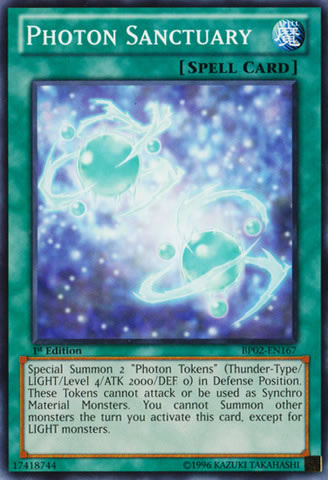 PHOTON SANCTUARY
魔
[SPELL CARD]
1st Edition
BP02-EN167
Special Summon 2 "Photon Tokens" (Thunder-Type/
LIGHT/Level 4/ATK 2000/DEF 0) in Defense Position.
These Tokens cannot attack or be used as Synchro
Material Monsters. You cannot Summon other
monsters the turn you activate this card, except for
LIGHT monsters.
17418744
©1996 KAZUKI TAKAHASHI